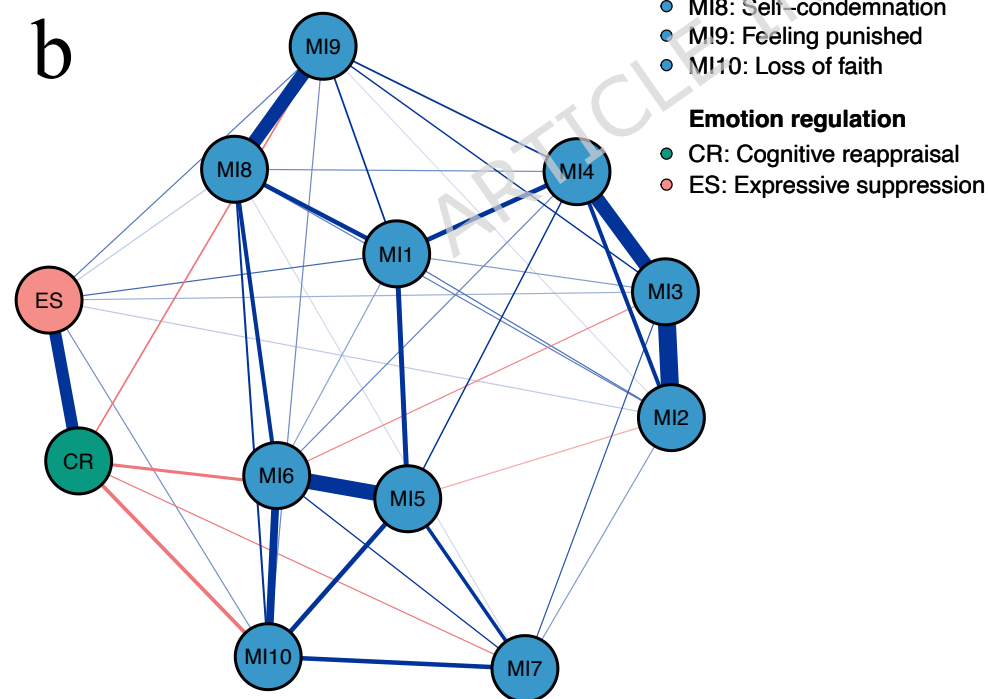 b
MI8: Self−condemnation
MI9: Feeling punished
MI10: Loss of faith
Emotion regulation
CR: Cognitive reappraisal
ES: Expressive suppression
ARTICLE I
MI9
MI8
MI4
MI1
MI3
ES
MI2
CR
MI6
MI5
MI10
MI7